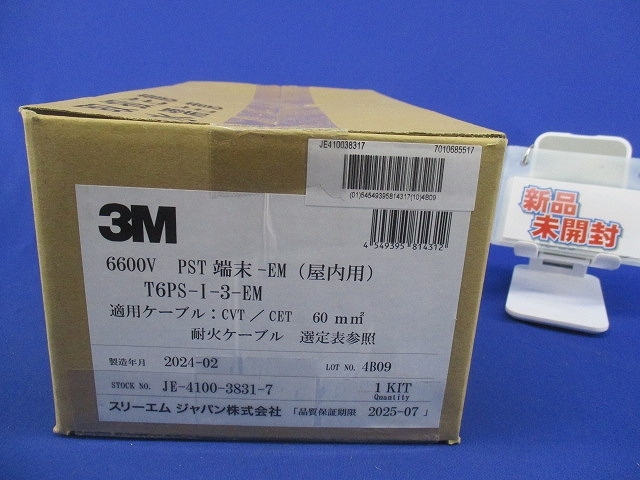 JE410038317 7010685517
(01)54549395814317(10)4B09
3M
4 549395 814312
6600V PST 端末-EM（屋内用）
T6PS-I-3-EM
適用ケーブル：CVT／CET 60 m㎡
耐火ケーブル 選定表参照
製造年月 2024-02 LOT NO. 4B09
STOCK NO. JE-4100-3831-7 1 KIT
Quantity
スリーエム ジャパン株式会社 「品質保証期限 2025-07」
新品
未開封